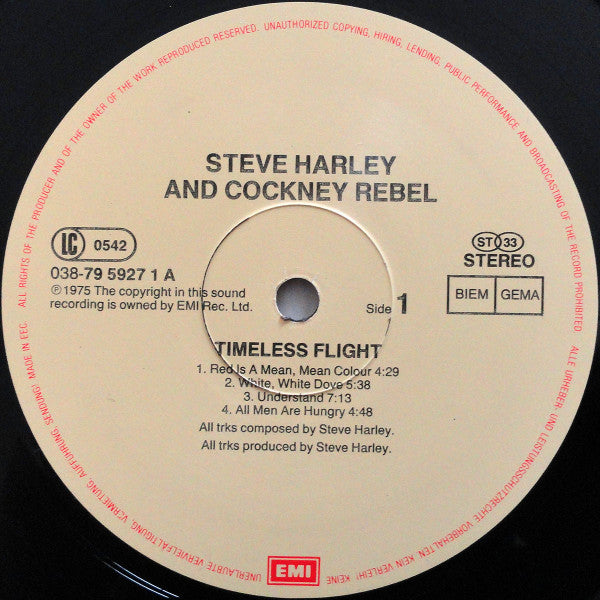 STEVE HARLEY
AND COCKNEY REBEL
LC 0542
038-79 5927 1 A
℗ 1975 The copyright in this sound
recording is owned by EMI Rec. Ltd.
ST 33
STEREO
BIEM GEMA
Side 1
TIMELESS FLIGHT
1. Red Is A Mean, Mean Colour 4:29
2. White, White Dove 5:38
3. Understand 7:13
4. All Men Are Hungry 4:48
All trks composed by Steve Harley.
All trks produced by Steve Harley.
EMI
ALL RIGHTS OF THE PRODUCER AND OF THE OWNER OF THE WORK REPRODUCED RESERVED. UNAUTHORIZED COPYING, HIRING, LENDING, PUBLIC PERFORMANCE AND BROADCASTING OF THIS RECORD PROHIBITED. ALLE URHEBER- UND LEISTUNGSSCHUTZRECHTE VORBEHALTEN. KEIN VERLEIH! KEINE UNERLAUBTE VERVIELFÄLTIGUNG, VERMIETUNG, AUFFÜHRUNG, SENDUNG! MADE IN EEC.